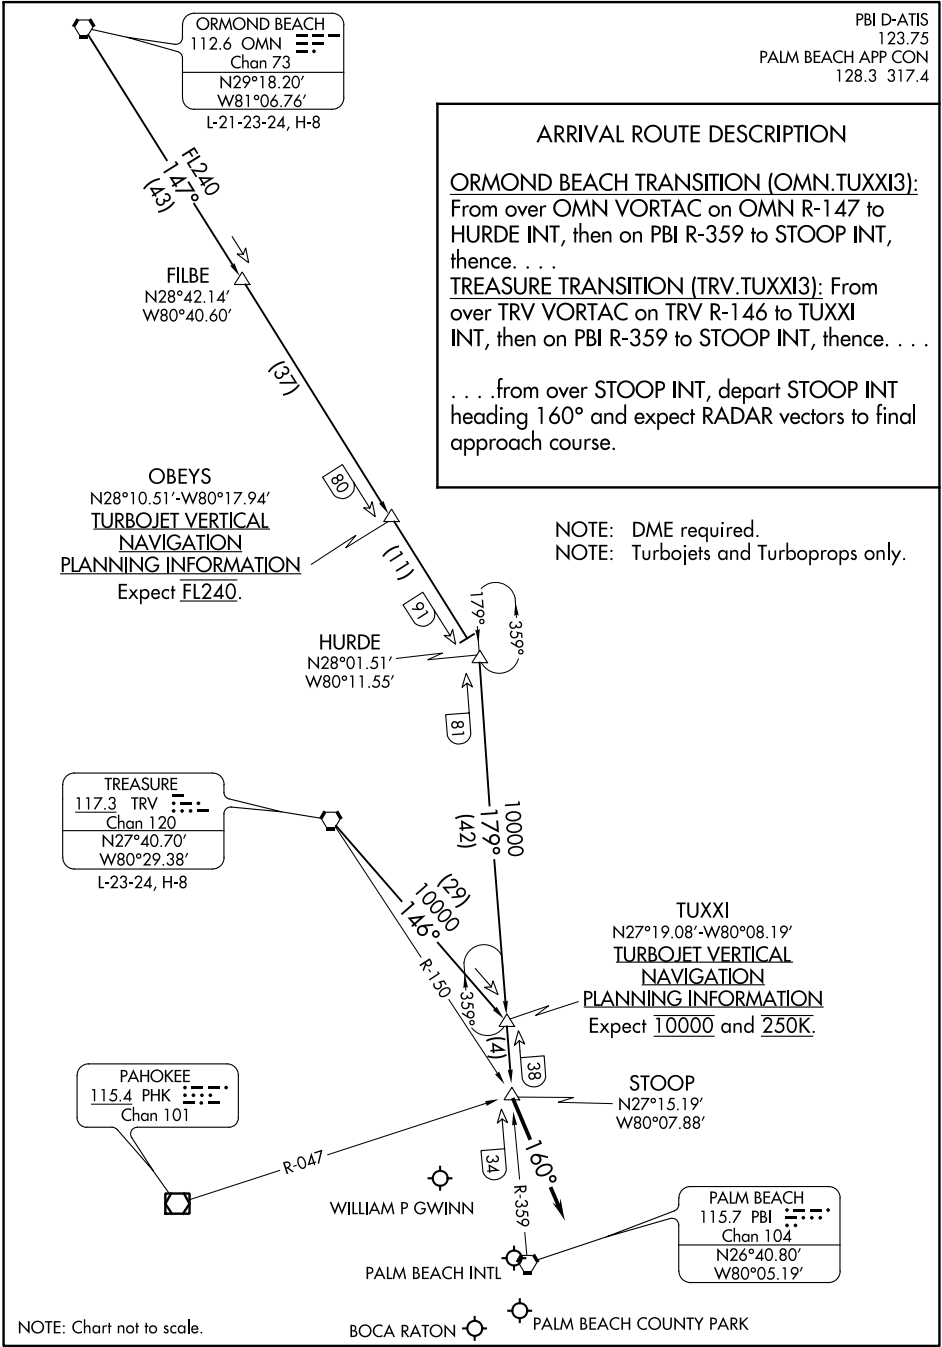 ORMOND BEACH
112.6 OMN
Chan 73
N29°18.20′
W81°06.76′
L-21-23-24, H-8
PBI D-ATIS
123.75
PALM BEACH APP CON
128.3 317.4
ARRIVAL ROUTE DESCRIPTION
ORMOND BEACH TRANSITION (OMN.TUXXI3):
From over OMN VORTAC on OMN R-147 to
HURDE INT, then on PBI R-359 to STOOP INT,
thence. . . .
TREASURE TRANSITION (TRV.TUXXI3): From
over TRV VORTAC on TRV R-146 to TUXXI
INT, then on PBI R-359 to STOOP INT, thence. . . .
. . . .from over STOOP INT, depart STOOP INT
heading 160° and expect RADAR vectors to final
approach course.
NOTE: DME required.
NOTE: Turbojets and Turboprops only.
FL240
147°
(43)
FILBE
N28°42.14′
W80°40.60′
(37)
OBEYS
N28°10.51′-W80°17.94′
TURBOJET VERTICAL
NAVIGATION
PLANNING INFORMATION
Expect FL240.
80
(11)
91
HURDE
N28°01.51′
W80°11.55′
179°
359°
81
10000
179°
(42)
TREASURE
117.3 TRV
Chan 120
N27°40.70′
W80°29.38′
L-23-24, H-8
(29)
10000
146°
R-150
359°
TUXXI
N27°19.08′-W80°08.19′
TURBOJET VERTICAL
NAVIGATION
PLANNING INFORMATION
Expect 10000 and 250K.
(4)
38
STOOP
N27°15.19′
W80°07.88′
PAHOKEE
115.4 PHK
Chan 101
R-047
34
R-359
160°
WILLIAM P GWINN
PALM BEACH
115.7 PBI
Chan 104
N26°40.80′
W80°05.19′
PALM BEACH INTL
PALM BEACH COUNTY PARK
BOCA RATON
NOTE: Chart not to scale.